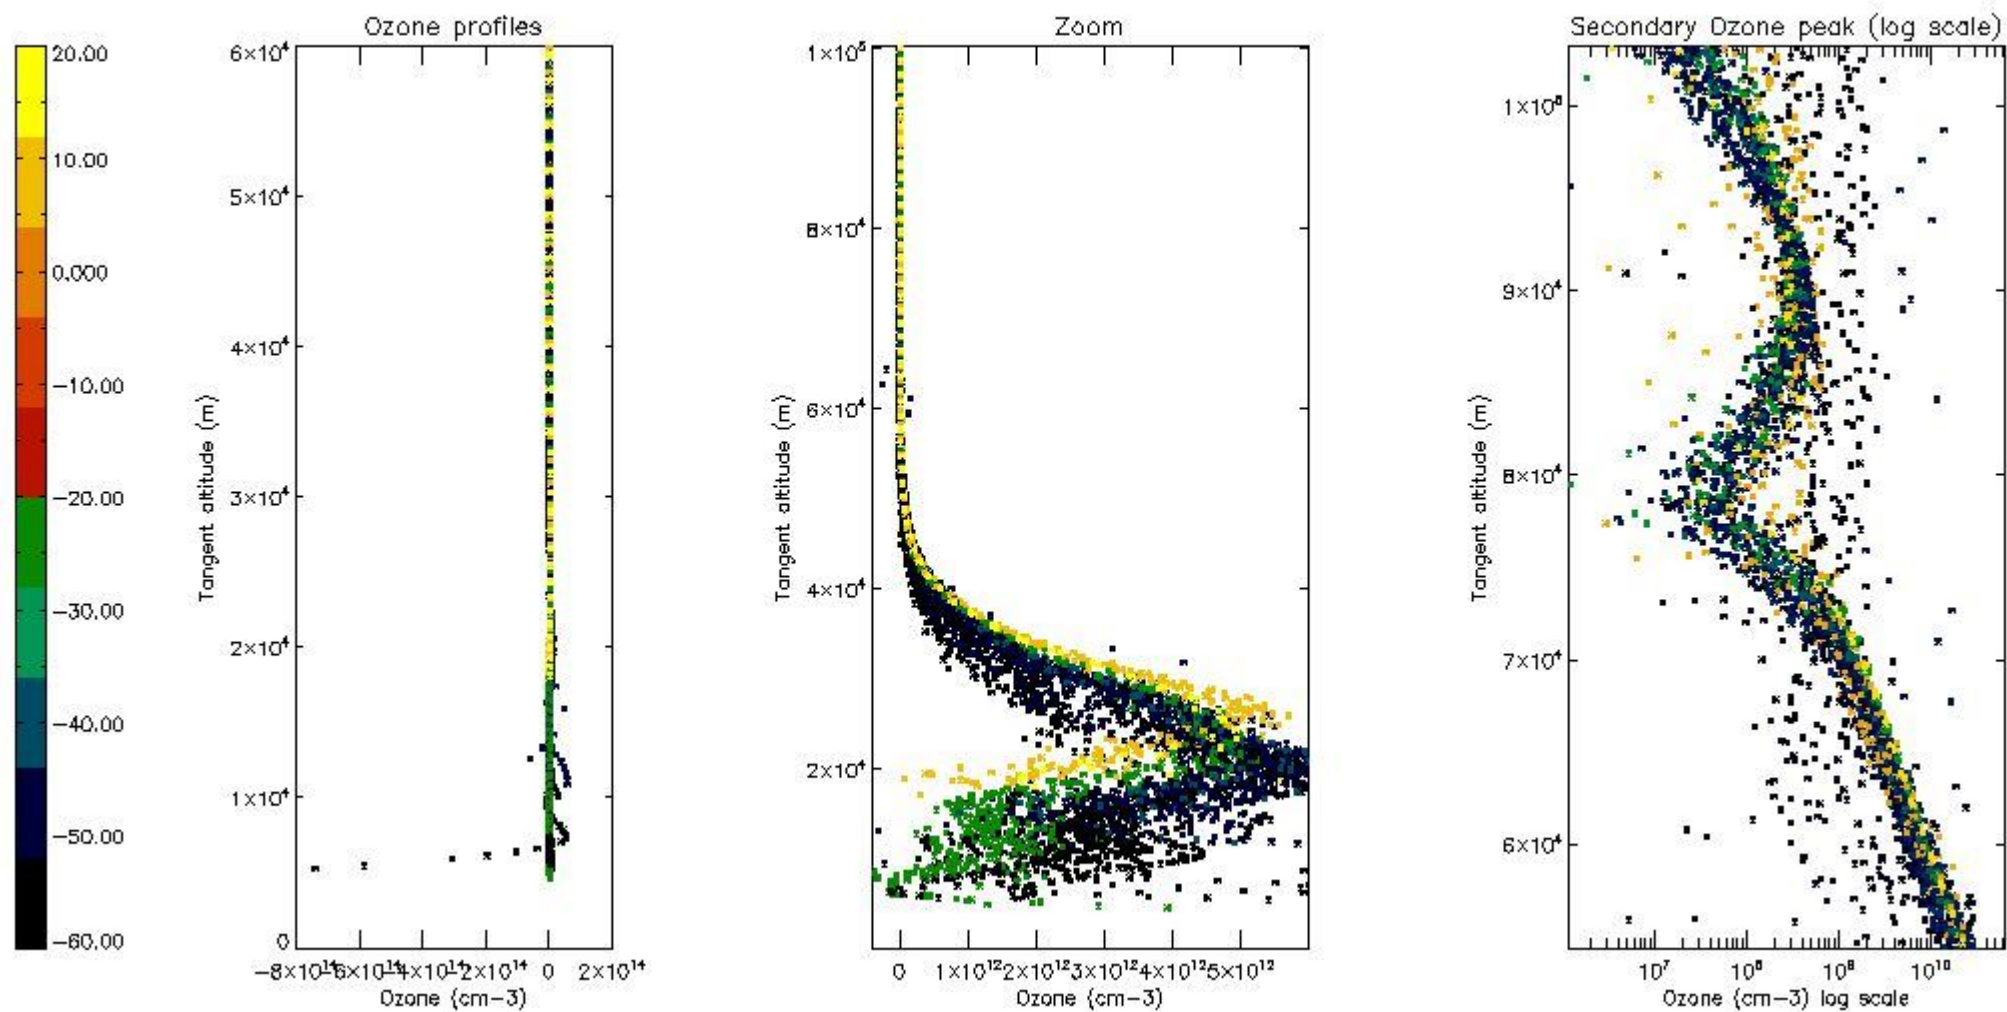 Ozone profiles
Zoom
Secondary Ozone peak (log scale)
20.00
10.00
0.000
-10.00
-20.00
-30.00
-40.00
-50.00
-60.00
6×10⁴
5×10⁴
4×10⁴
3×10⁴
2×10⁴
1×10⁴
0
Tangent altitude (m)
-2×10¹⁴ 0 2×10¹⁴
Ozone (cm-3)
1×10⁵
8×10⁴
6×10⁴
4×10⁴
2×10⁴
Tangent altitude (m)
0 1×10¹² 2×10¹² 3×10¹² 4×10¹² 5×10¹²
Ozone (cm-3)
9×10⁴
8×10⁴
7×10⁴
6×10⁴
Tangent altitude (m)
10⁷ 10⁸ 10⁹ 10¹⁰
Ozone (cm-3) log scale